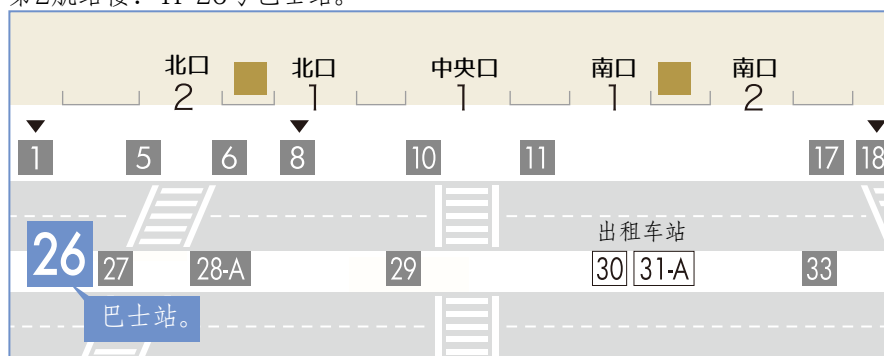 第2航站楼：1F 26号巴士站。
北口 北口 中央口 南口 南口
2 1 1 1 2
1 5 6 8 10 11 17 18
出租车站
26 27 28-A 29 30 31-A 33
巴士站。